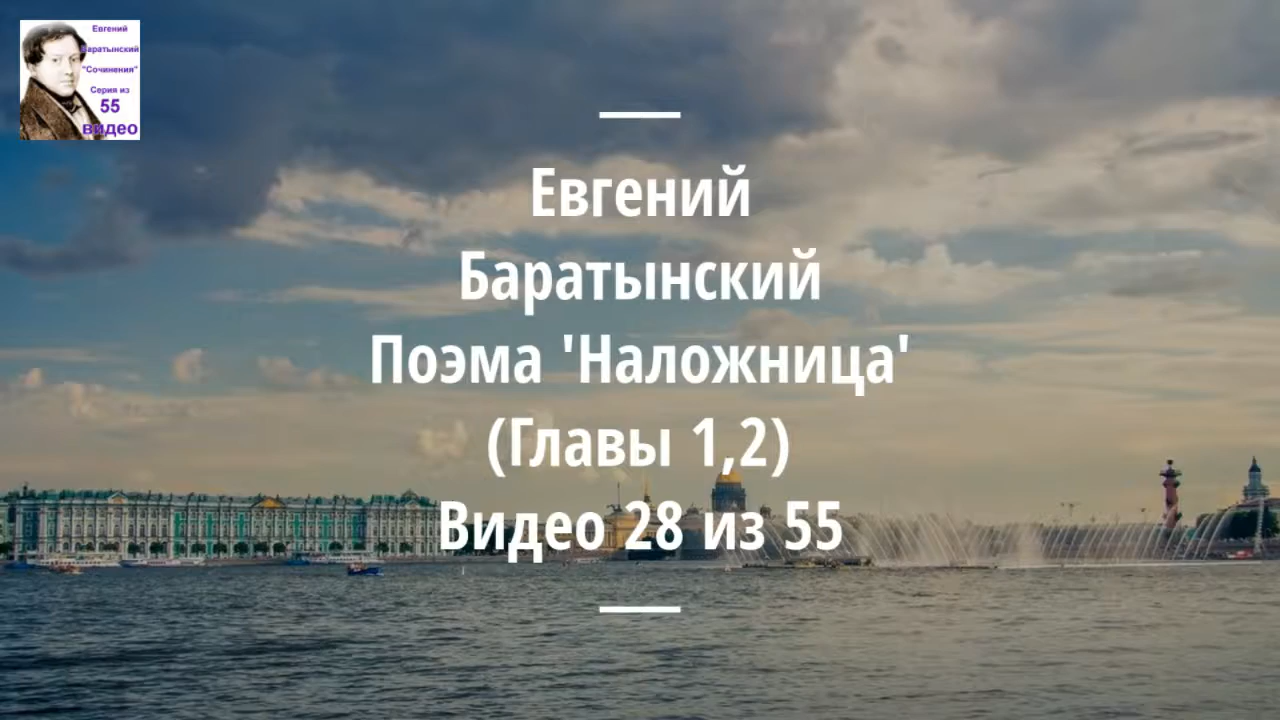 Евгений
Баратынский
"Сочинения"
Серия из
55
видео
Евгений
Баратынский
Поэма 'Наложница'
(Главы 1,2)
Видео 28 из 55